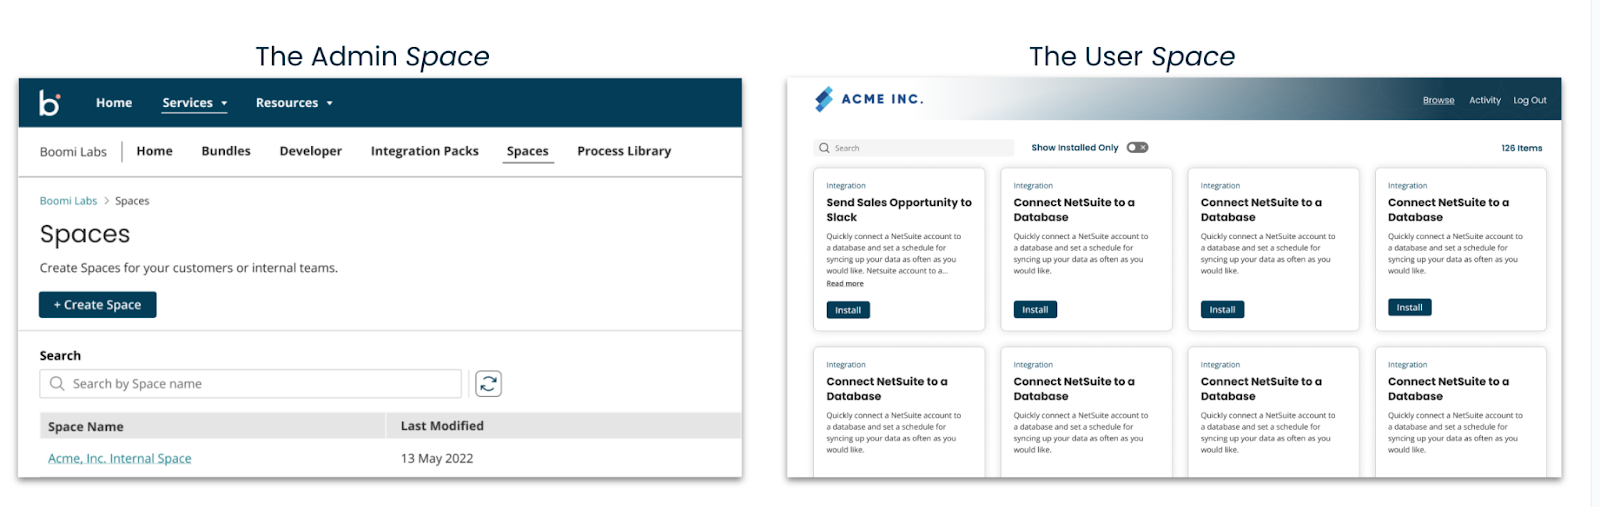 The Admin Space
b
Home Services Resources
Boomi Labs Home Bundles Developer Integration Packs Spaces Process Library
Boomi Labs > Spaces
Spaces
Create Spaces for your customers or internal teams.
+ Create Space
Search
Search by Space name
Space Name Last Modified
Acme, Inc. Internal Space 13 May 2022
The User Space
ACME INC. Browse Activity Log Out
Search Show Installed Only 126 Items
Integration
Send Sales Opportunity to
Slack
Quickly connect a NetSuite account to
a database and set a schedule for
syncing up your data as often as you
would like. Netsuite account to a...
Read more
Install
Integration
Connect NetSuite to a
Database
Quickly connect a NetSuite account to
a database and set a schedule for
syncing up your data as often as you
would like.
Install
Integration
Connect NetSuite to a
Database
Quickly connect a NetSuite account to
a database and set a schedule for
syncing up your data as often as you
would like.
Install
Integration
Connect NetSuite to a
Database
Quickly connect a NetSuite account to
a database and set a schedule for
syncing up your data as often as you
would like.
Install
Integration
Connect NetSuite to a
Database
Quickly connect a NetSuite account to
a database and set a schedule for
syncing up your data as often as you
would like.
Integration
Connect NetSuite to a
Database
Quickly connect a NetSuite account to
a database and set a schedule for
syncing up your data as often as you
would like.
Integration
Connect NetSuite to a
Database
Quickly connect a NetSuite account to
a database and set a schedule for
syncing up your data as often as you
would like.
Integration
Connect NetSuite to a
Database
Quickly connect a NetSuite account to
a database and set a schedule for
syncing up your data as often as you
would like.